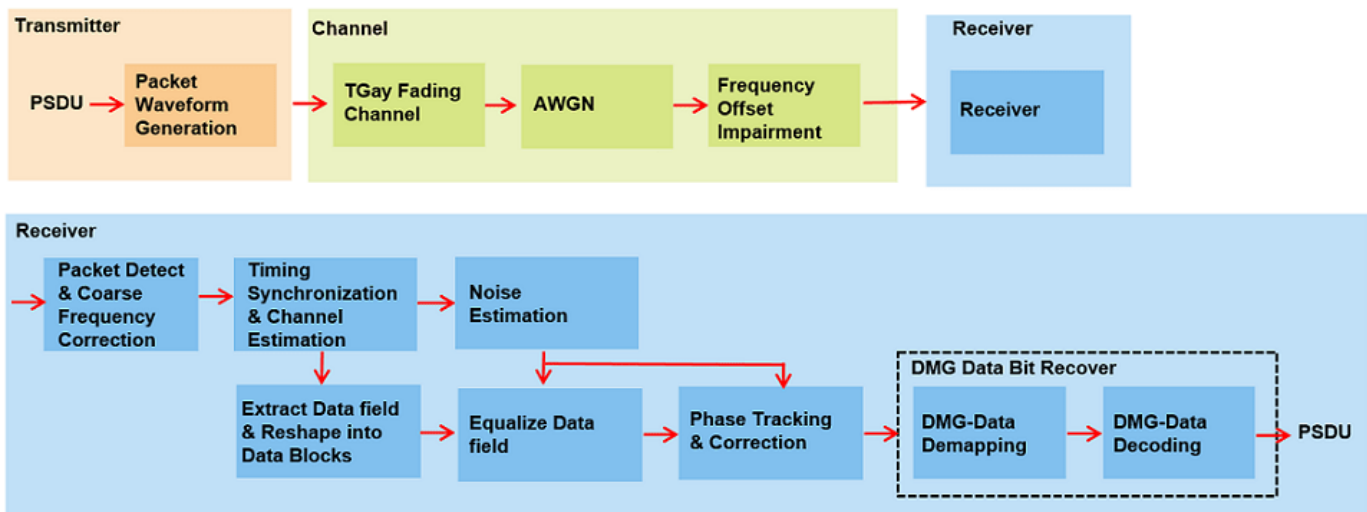 Transmitter
PSDU
Packet
Waveform
Generation
Channel
TGay Fading
Channel
AWGN
Frequency
Offset
Impairment
Receiver
Receiver
Receiver
Packet Detect
& Coarse
Frequency
Correction
Timing
Synchronization
& Channel
Estimation
Noise
Estimation
Extract Data field
& Reshape into
Data Blocks
Equalize Data
field
Phase Tracking
& Correction
DMG Data Bit Recover
DMG-Data
Demapping
DMG-Data
Decoding
PSDU